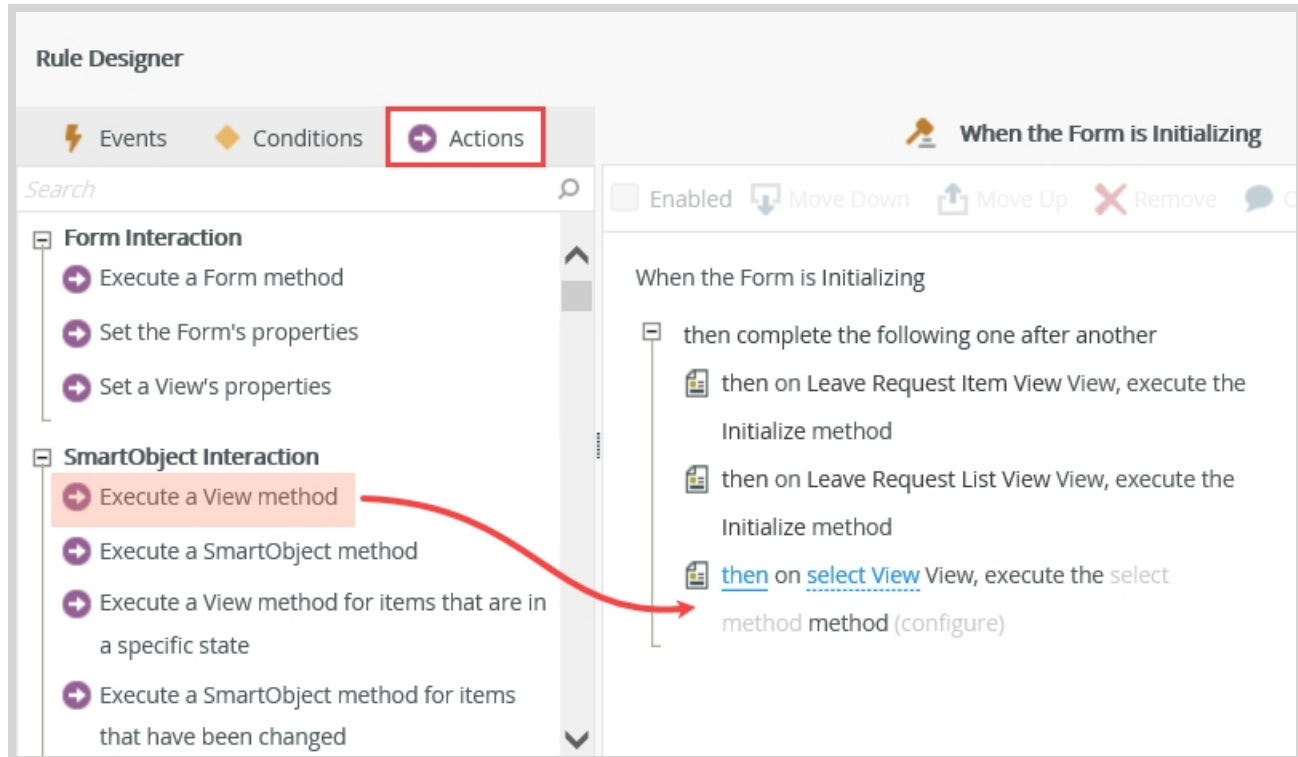 Rule Designer
Events
Conditions
Actions
When the Form is Initializing
Search
Enabled
Move Down
Move Up
Remove
C
Form Interaction
Execute a Form method
Set the Form's properties
Set a View's properties
SmartObject Interaction
Execute a View method
Execute a SmartObject method
Execute a View method for items that are in
a specific state
Execute a SmartObject method for items
that have been changed
When the Form is Initializing
then complete the following one after another
then on Leave Request Item View View, execute the
Initialize method
then on Leave Request List View View, execute the
Initialize method
then on select View View, execute the select
method method (configure)